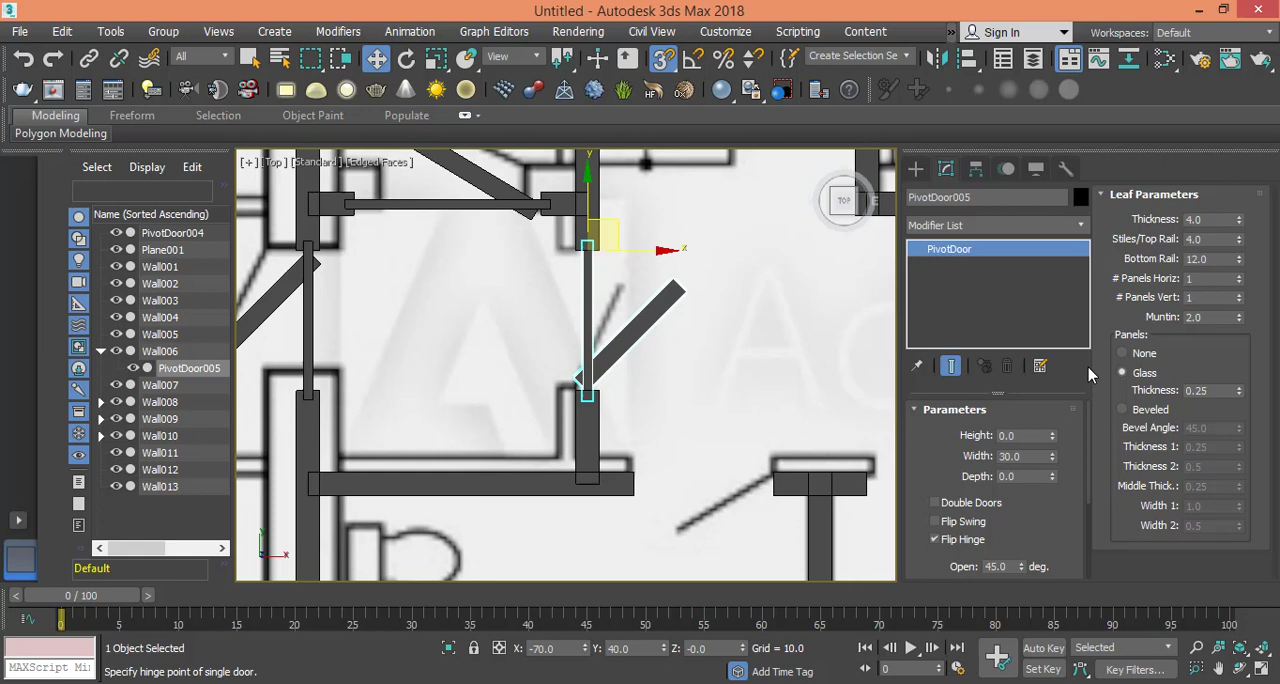 Untitled - Autodesk 3ds Max 2018
File Edit Tools Group Views Create Modifiers Animation Graph Editors Rendering Civil View Customize Scripting Content
Sign In
Workspaces: Default
All
View
Create Selection Se
Modeling Freeform Selection Object Paint Populate
Polygon Modeling
Select Display Edit
Name (Sorted Ascending)
PivotDoor004
Plane001
Wall001
Wall002
Wall003
Wall004
Wall005
Wall006
PivotDoor005
Wall007
Wall008
Wall009
Wall010
Wall011
Wall012
Wall013
Default
[+] [Top] [Standard] [Edged Faces]
y
x
TOP
E
PivotDoor005
Modifier List
PivotDoor
Parameters
Height: 0.0
Width: 30.0
Depth: 0.0
Double Doors
Flip Swing
Flip Hinge
Open: 45.0 deg.
Leaf Parameters
Thickness: 4.0
Stiles/Top Rail: 4.0
Bottom Rail: 12.0
# Panels Horiz: 1
# Panels Vert: 1
Muntin: 2.0
Panels:
None
Glass
Thickness: 0.25
Beveled
Bevel Angle: 45.0
Thickness 1: 0.25
Thickness 2: 0.5
Middle Thick.: 0.25
Width 1: 1.0
Width 2: 0.5
0 / 100
0 5 10 15 20 25 30 35 40 45 50 55 60 65 70 75 80 85 90 95 100
MAXScript Mi
1 Object Selected
Specify hinge point of single door.
X: -70.0 Y: 40.0 Z: -0.0 Grid = 10.0
Add Time Tag
0
Auto Key Selected
Set Key Key Filters...